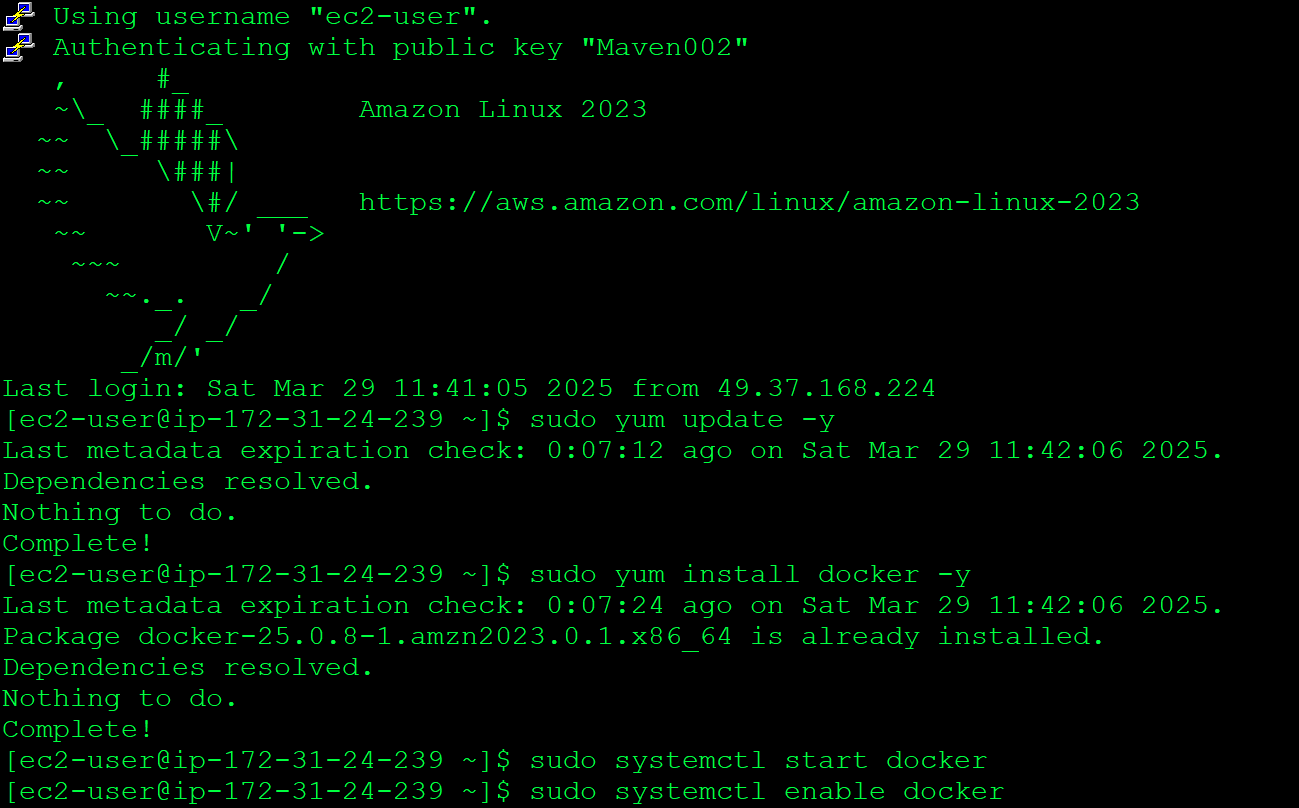 Using username "ec2-user".
Authenticating with public key "Maven002"
   ,     #_
   ~\_  ####_        Amazon Linux 2023
  ~~  \_#####\
  ~~     \###|
  ~~       \#/ ___   https://aws.amazon.com/linux/amazon-linux-2023
   ~~       V~' '->
    ~~~         /
      ~~._.   _/
         _/ _/
       _/m/'
Last login: Sat Mar 29 11:41:05 2025 from 49.37.168.224
[ec2-user@ip-172-31-24-239 ~]$ sudo yum update -y
Last metadata expiration check: 0:07:12 ago on Sat Mar 29 11:42:06 2025.
Dependencies resolved.
Nothing to do.
Complete!
[ec2-user@ip-172-31-24-239 ~]$ sudo yum install docker -y
Last metadata expiration check: 0:07:24 ago on Sat Mar 29 11:42:06 2025.
Package docker-25.0.8-1.amzn2023.0.1.x86_64 is already installed.
Dependencies resolved.
Nothing to do.
Complete!
[ec2-user@ip-172-31-24-239 ~]$ sudo systemctl start docker
[ec2-user@ip-172-31-24-239 ~]$ sudo systemctl enable docker